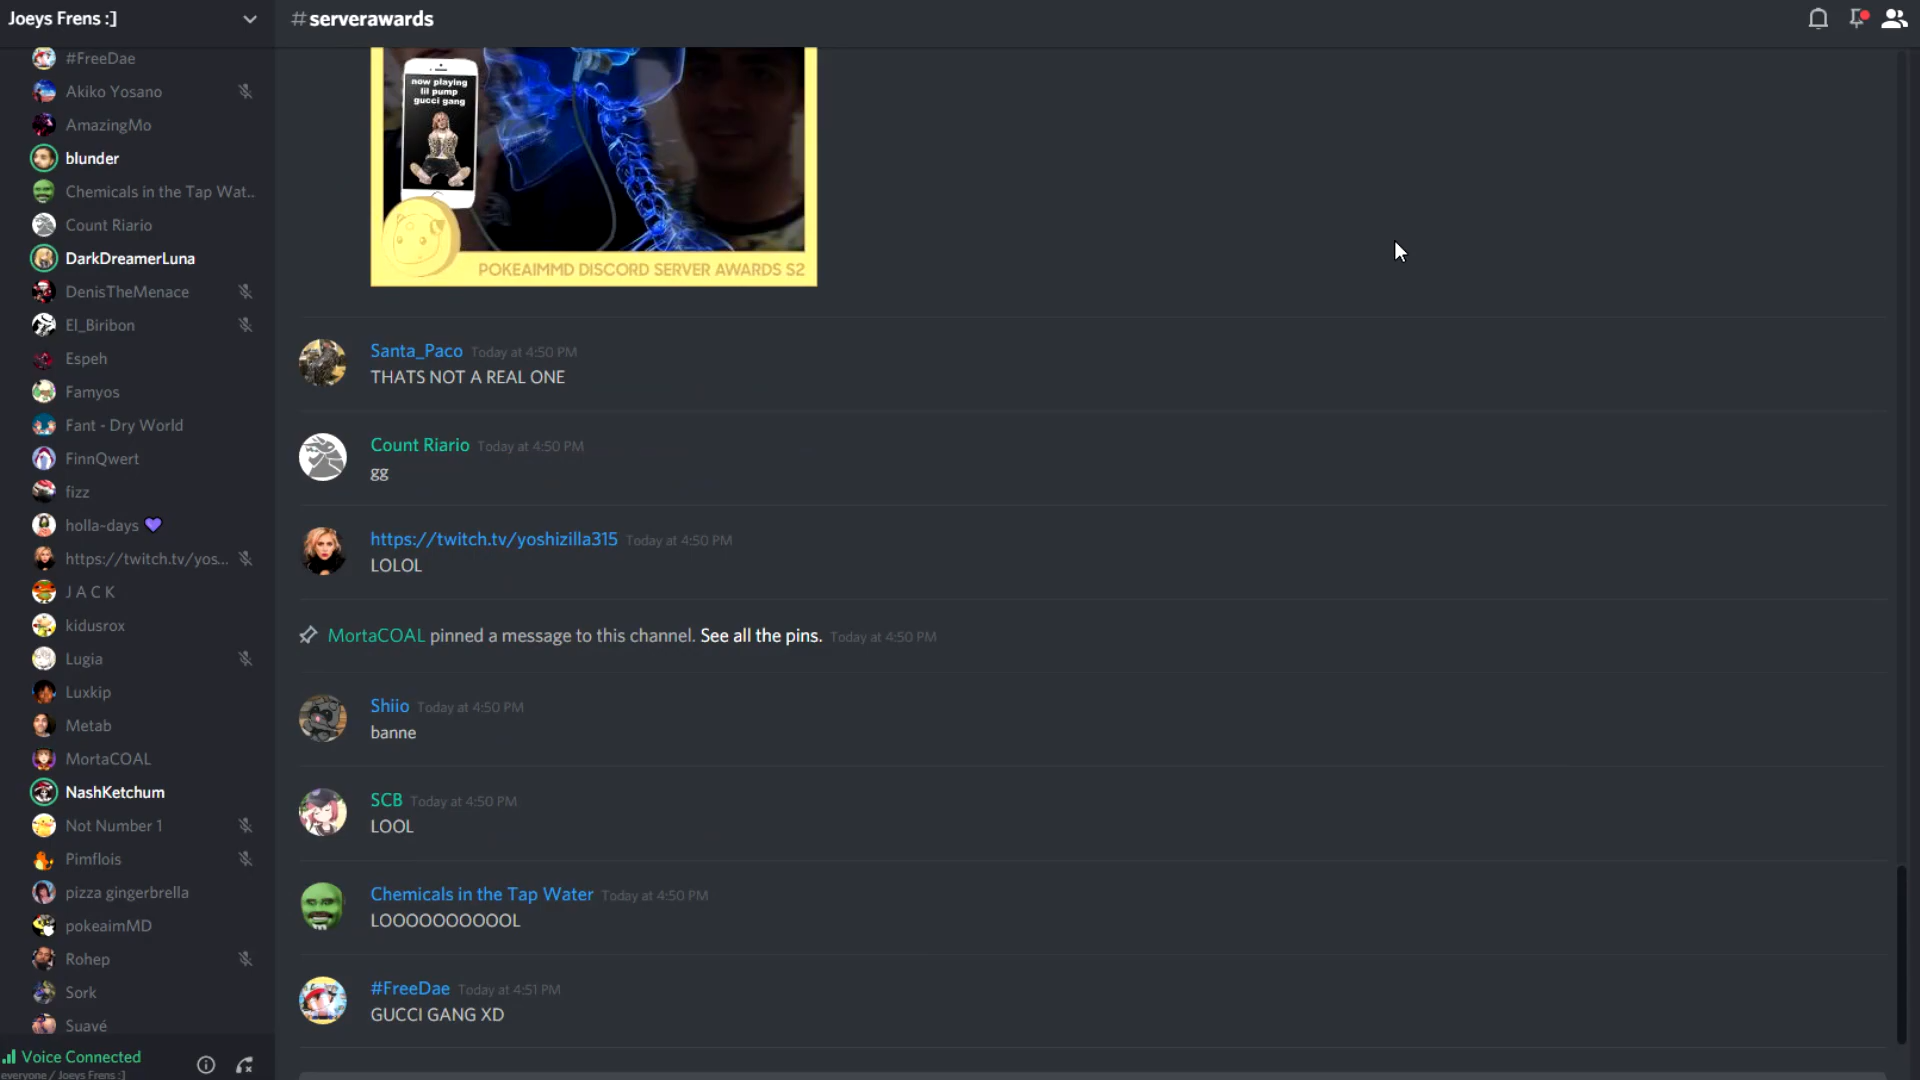 Joeys Frens :]
#FreeDae
Akiko Yosano
AmazingMo
blunder
Chemicals in the Tap Wat..
Count Riario
DarkDreamerLuna
DenisTheMenace
El_Biribon
Espeh
Famyos
Fant - Dry World
FinnQwert
fizz
holla-days 💜
https://twitch.tv/yos...
J A C K
kidusrox
Lugia
Luxkip
Metab
MortaCOAL
NashKetchum
Not Number 1
Pimflois
pizza gingerbrella
pokeaimMD
Rohep
Sork
Suavé
Voice Connected
everyone / Joeys Frens :]
#serverawards
now playing
lil pump
gucci gang
POKEAIMMD DISCORD SERVER AWARDS S2
Santa_Paco Today at 4:50 PM
THATS NOT A REAL ONE
Count Riario Today at 4:50 PM
gg
https://twitch.tv/yoshizilla315 Today at 4:50 PM
LOLOL
MortaCOAL pinned a message to this channel. See all the pins. Today at 4:50 PM
Shiio Today at 4:50 PM
banne
SCB Today at 4:50 PM
LOOL
Chemicals in the Tap Water Today at 4:50 PM
LOOOOOOOOOOL
#FreeDae Today at 4:51 PM
GUCCI GANG XD